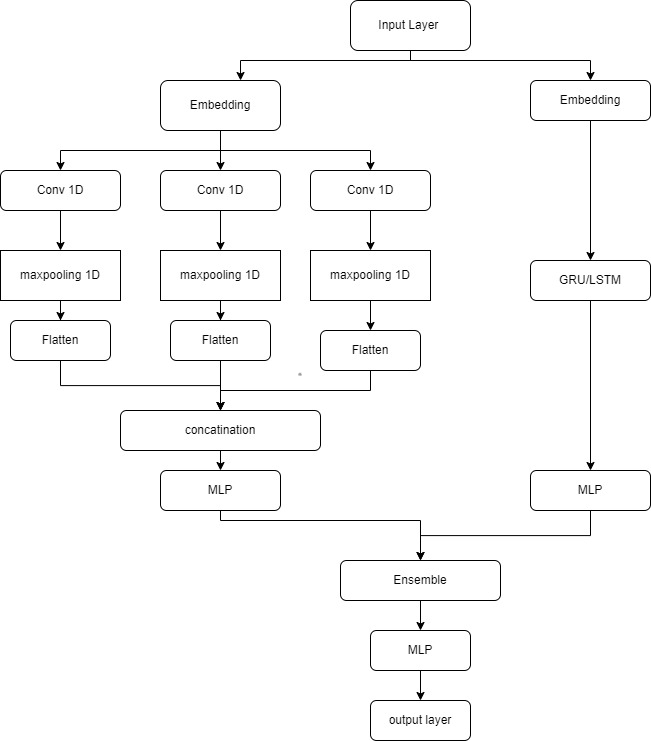 Input Layer
Embedding
Embedding
Conv 1D
Conv 1D
Conv 1D
maxpooling 1D
maxpooling 1D
maxpooling 1D
GRU/LSTM
Flatten
Flatten
Flatten
concatination
MLP
MLP
Ensemble
MLP
output layer